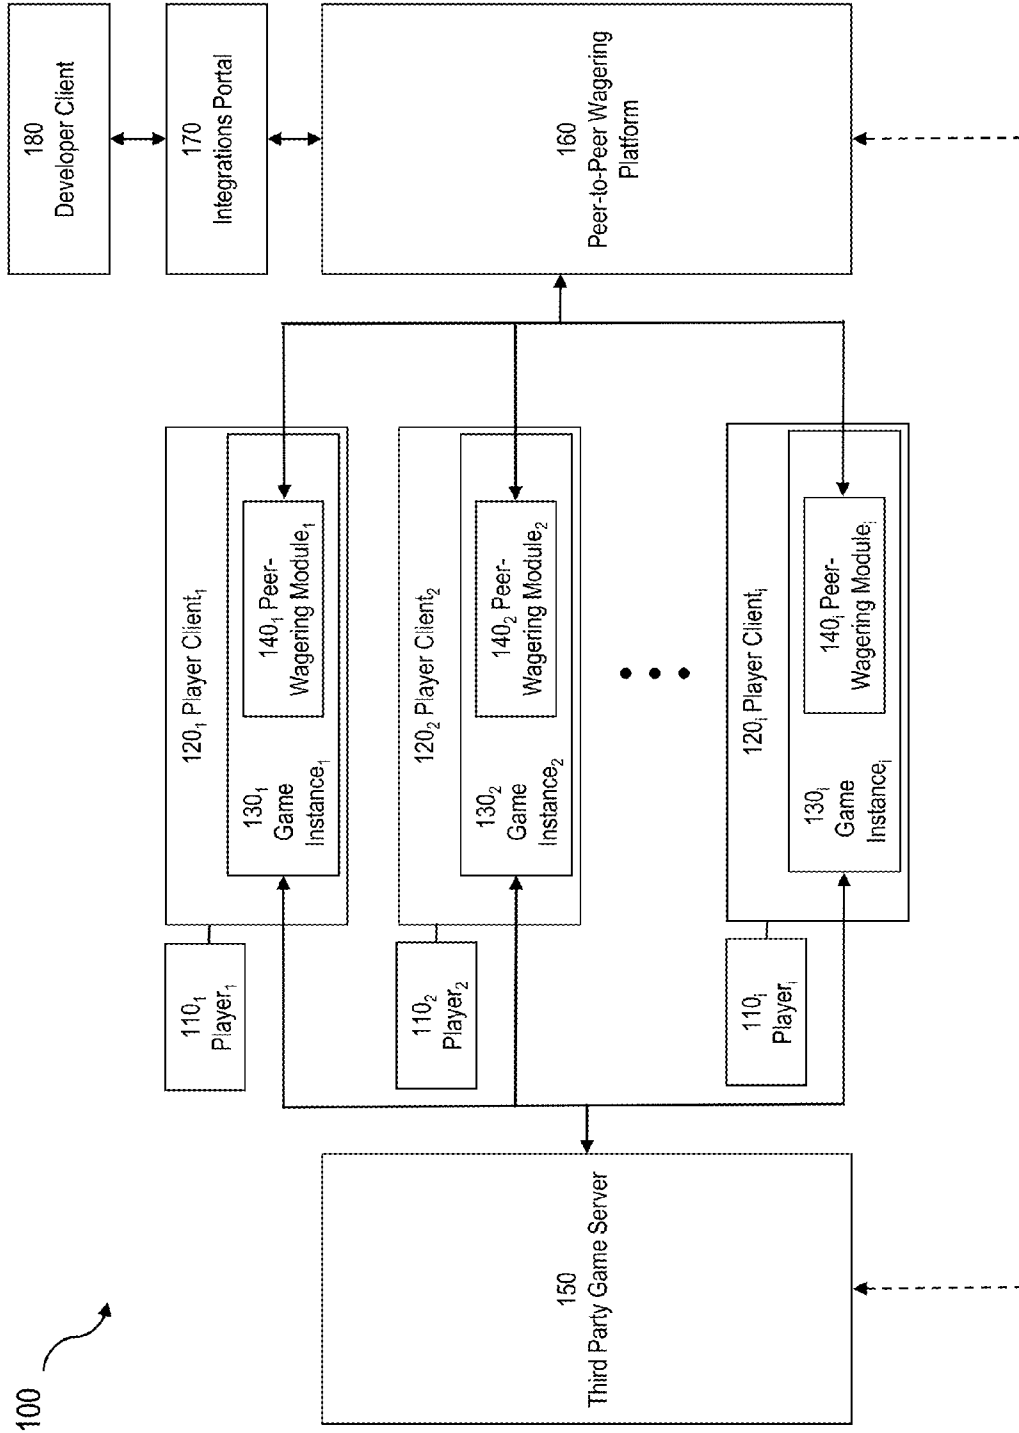 100
150
Third Party Game Server
110₁
Player₁
120₁ Player Client₁
130₁
Game
Instance₁
140₁ Peer-
Wagering Module₁
110₂
Player₂
120₂ Player Client₂
130₂
Game
Instance₂
140₂ Peer-
Wagering Module₂
110ᵢ
Playerᵢ
120ᵢ Player Clientᵢ
130ᵢ
Game
Instanceᵢ
140ᵢ Peer-
Wagering Moduleᵢ
180
Developer Client
170
Integrations Portal
160
Peer-to-Peer Wagering
Platform